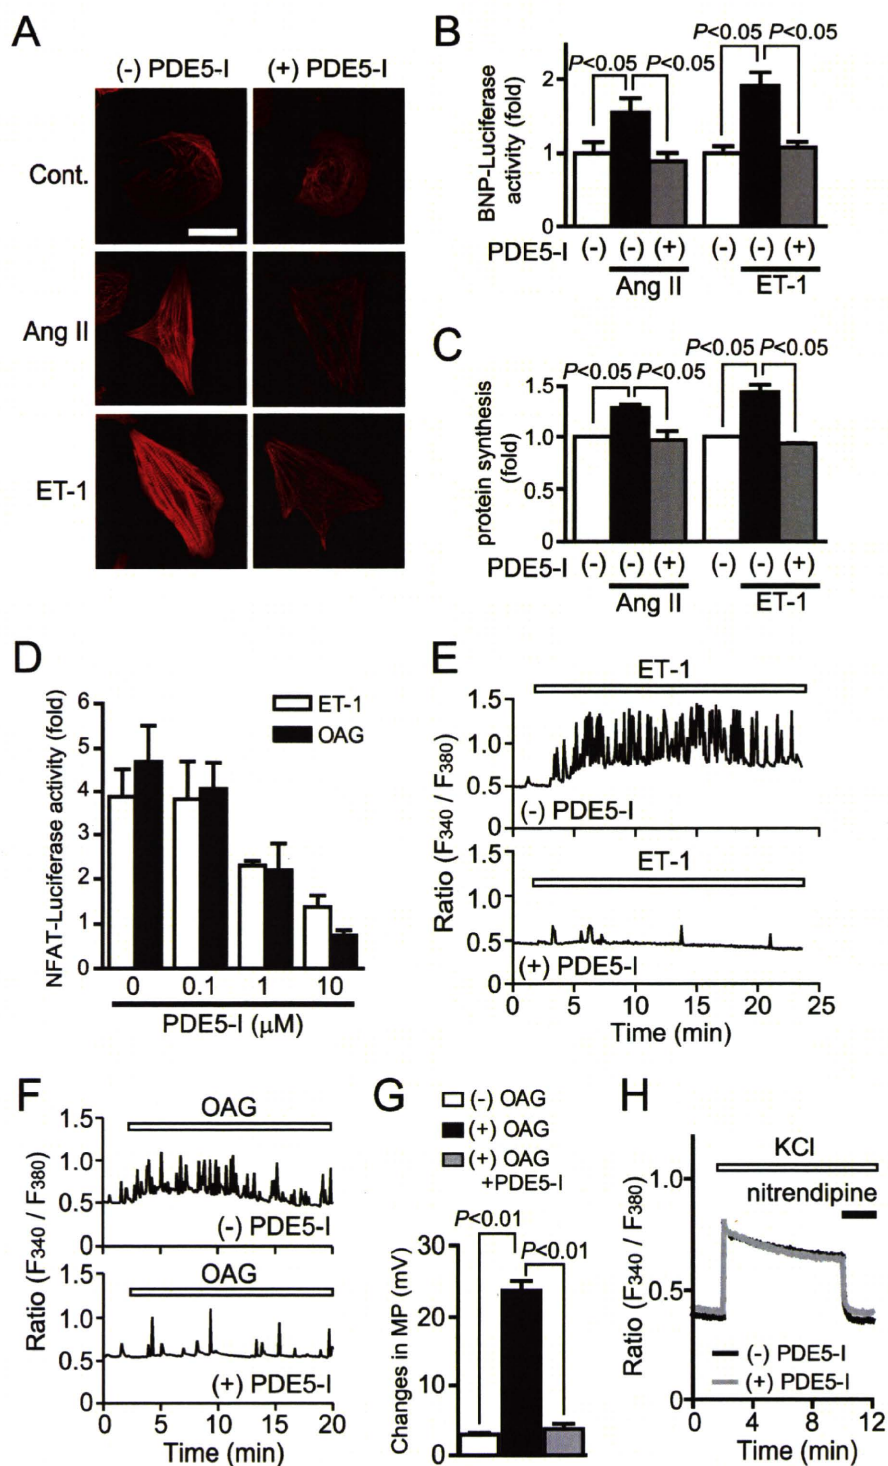 A
(-) PDE5-I (+) PDE5-I
Cont.
Ang II
ET-1
B
P<0.05 P<0.05
P<0.05 P<0.05
BNP-Luciferase
activity (fold)
2
1
0
PDE5-I (-) (-) (+) (-) (-) (+)
Ang II ET-1
C
P<0.05 P<0.05
P<0.05 P<0.05
protein synthesis
(fold)
1.5
1.0
0.5
0
PDE5-I (-) (-) (+) (-) (-) (+)
Ang II ET-1
D
NFAT-Luciferase activity (fold)
6
5
4
3
2
1
0
ET-1
OAG
0 0.1 1 10
PDE5-I (μM)
E
ET-1
1.5
1.0
0.5
0
(-) PDE5-I
ET-1
1.5
1.0
0.5
0
(+) PDE5-I
Ratio (F340 / F380)
0 5 10 15 20 25
Time (min)
F
OAG
1.5
1.0
0.5
0
(-) PDE5-I
OAG
1.5
1.0
0.5
0
(+) PDE5-I
Ratio (F340 / F380)
0 5 10 15 20
Time (min)
G
(-) OAG
(+) OAG
(+) OAG
+PDE5-I
P<0.01
P<0.01
Changes in MP (mV)
30
20
10
0
H
KCl
nitrendipine
Ratio (F340 / F380)
1.0
0.5
0
(-) PDE5-I
(+) PDE5-I
0 4 8 12
Time (min)